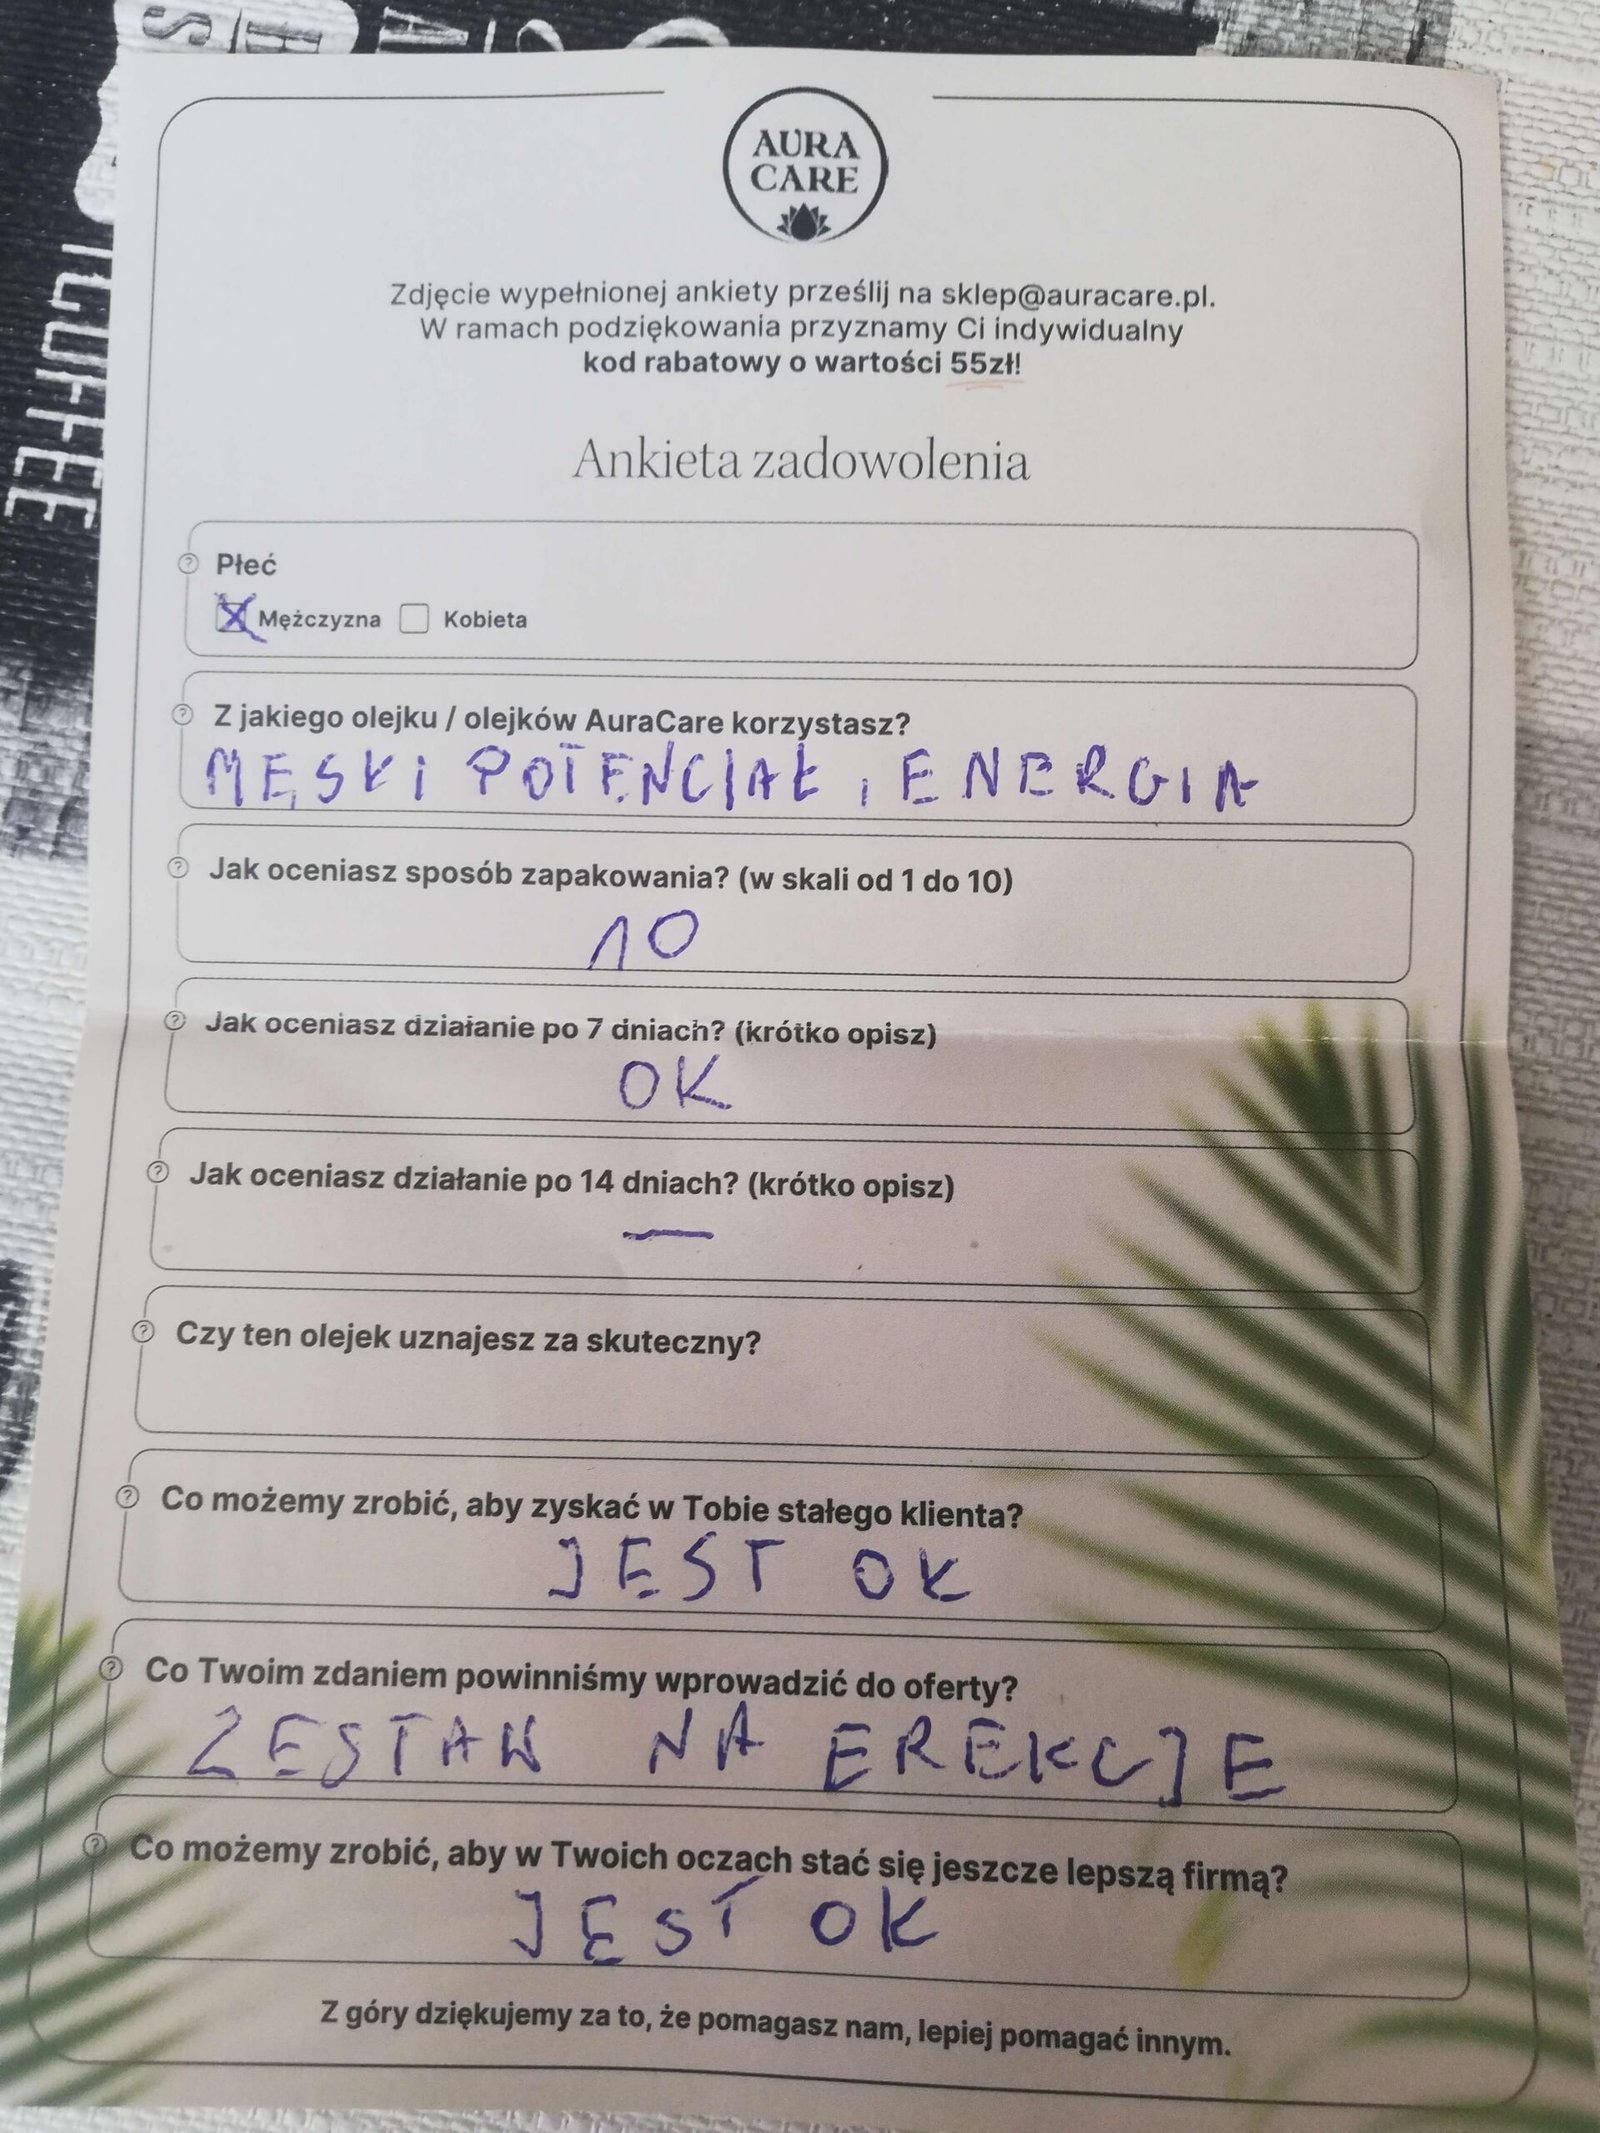 AURA
CARE
Zdjęcie wypełnionej ankiety prześlij na sklep@auracare.pl.
W ramach podziękowania przyznamy Ci indywidualny
kod rabatowy o wartości 55zł!
Ankieta zadowolenia
Płeć
X Mężczyzna Kobieta
Z jakiego olejku / olejków AuraCare korzystasz?
MĘSKI POTENCIAŁ, ENERGIA
Jak oceniasz sposób zapakowania? (w skali od 1 do 10)
10
Jak oceniasz działanie po 7 dniach? (krótko opisz)
OK
Jak oceniasz działanie po 14 dniach? (krótko opisz)
—
Czy ten olejek uznajesz za skuteczny?
Co możemy zrobić, aby zyskać w Tobie stałego klienta?
JEST OK
Co Twoim zdaniem powinniśmy wprowadzić do oferty?
ZESTAW NA EREKCJE
Co możemy zrobić, aby w Twoich oczach stać się jeszcze lepszą firmą?
JEST OK
Z góry dziękujemy za to, że pomagasz nam, lepiej pomagać innym.